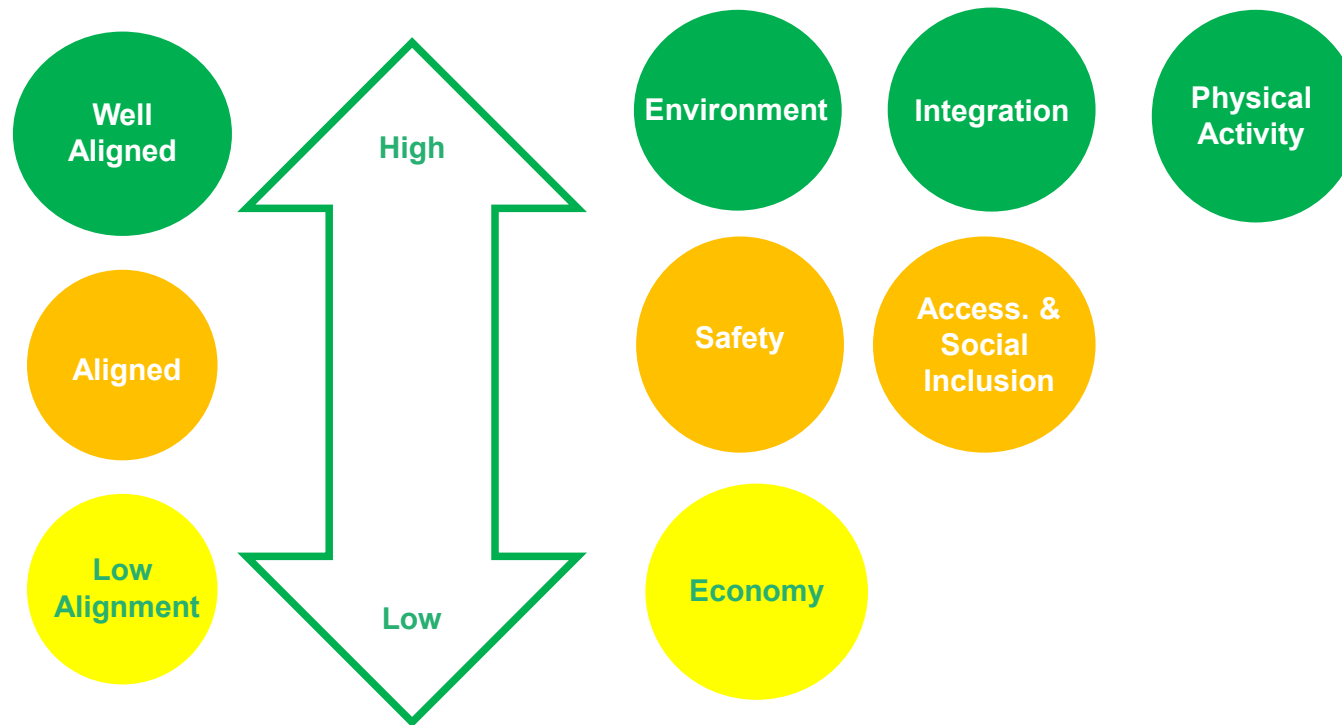 Well
Aligned
High
Environment
Integration
Physical
Activity
Aligned
Safety
Access. &
Social
Inclusion
Low
Alignment
Low
Economy